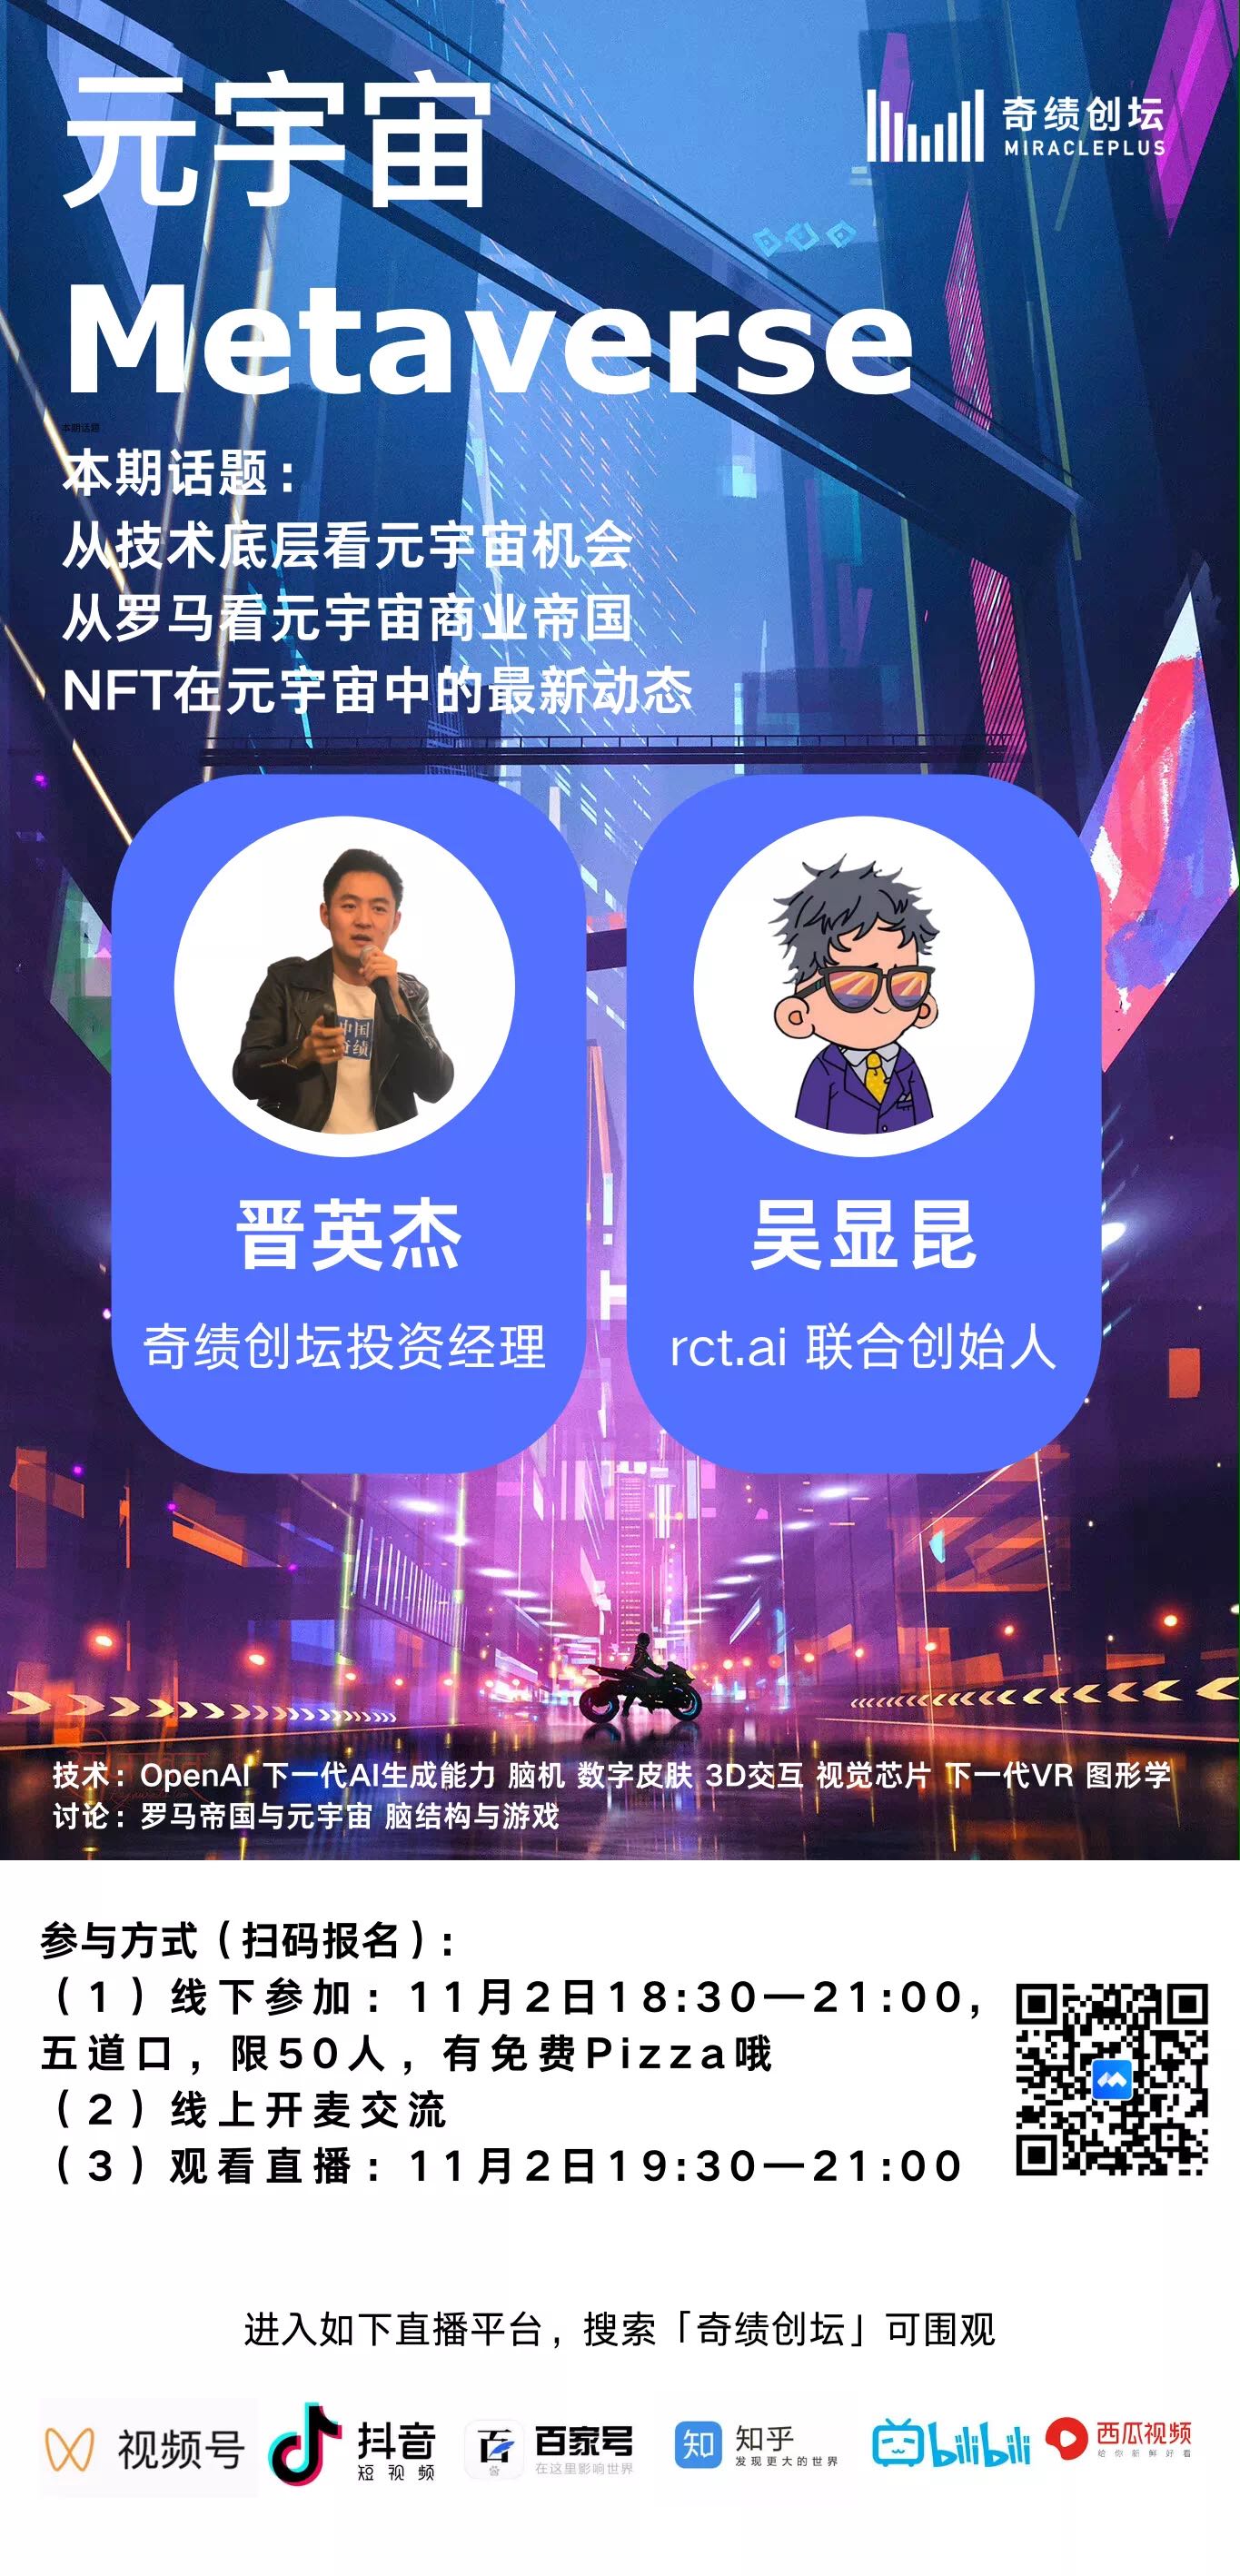 元宇宙
奇绩创坛
MIRACLEPLUS
Metaverse
本期话题
本期话题：
从技术底层看元宇宙机会
从罗马看元宇宙商业帝国
NFT在元宇宙中的最新动态
中国
奇绩
晋英杰
奇绩创坛投资经理
吴显昆
rct.ai 联合创始人
技术：OpenAI 下一代AI生成能力 脑机 数字皮肤 3D交互 视觉芯片 下一代VR 图形学
讨论：罗马帝国与元宇宙 脑结构与游戏
参与方式（扫码报名）：
（1）线下参加：11月2日18:30—21:00，
五道口，限50人，有免费Pizza哦
（2）线上开麦交流
（3）观看直播：11月2日19:30—21:00
进入如下直播平台，搜索「奇绩创坛」可围观
视频号
抖音
短视频
百
百家号
在这里影响世界
知
知乎
发现更大的世界
bilibili
西瓜视频
给你新鲜好看